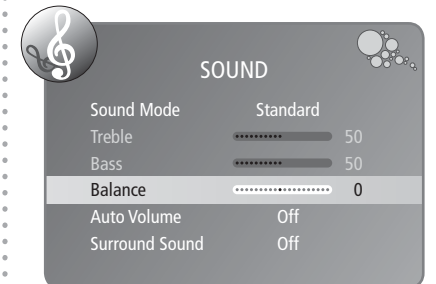 SOUND
Sound Mode Standard
Treble 50
Bass 50
Balance 0
Auto Volume Off
Surround Sound Off